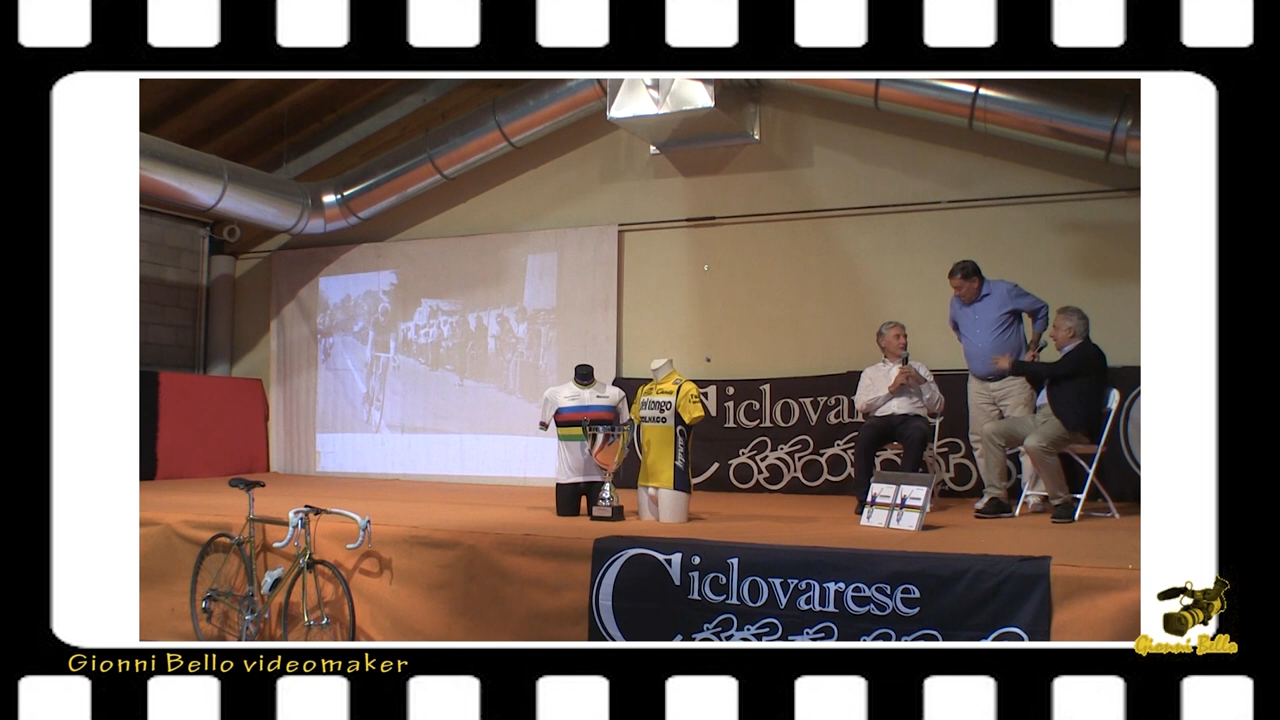 del tongo
COLNAGO
Ciclovarese
Ciclovarese
Gionni Bello videomaker
Gionni Bello